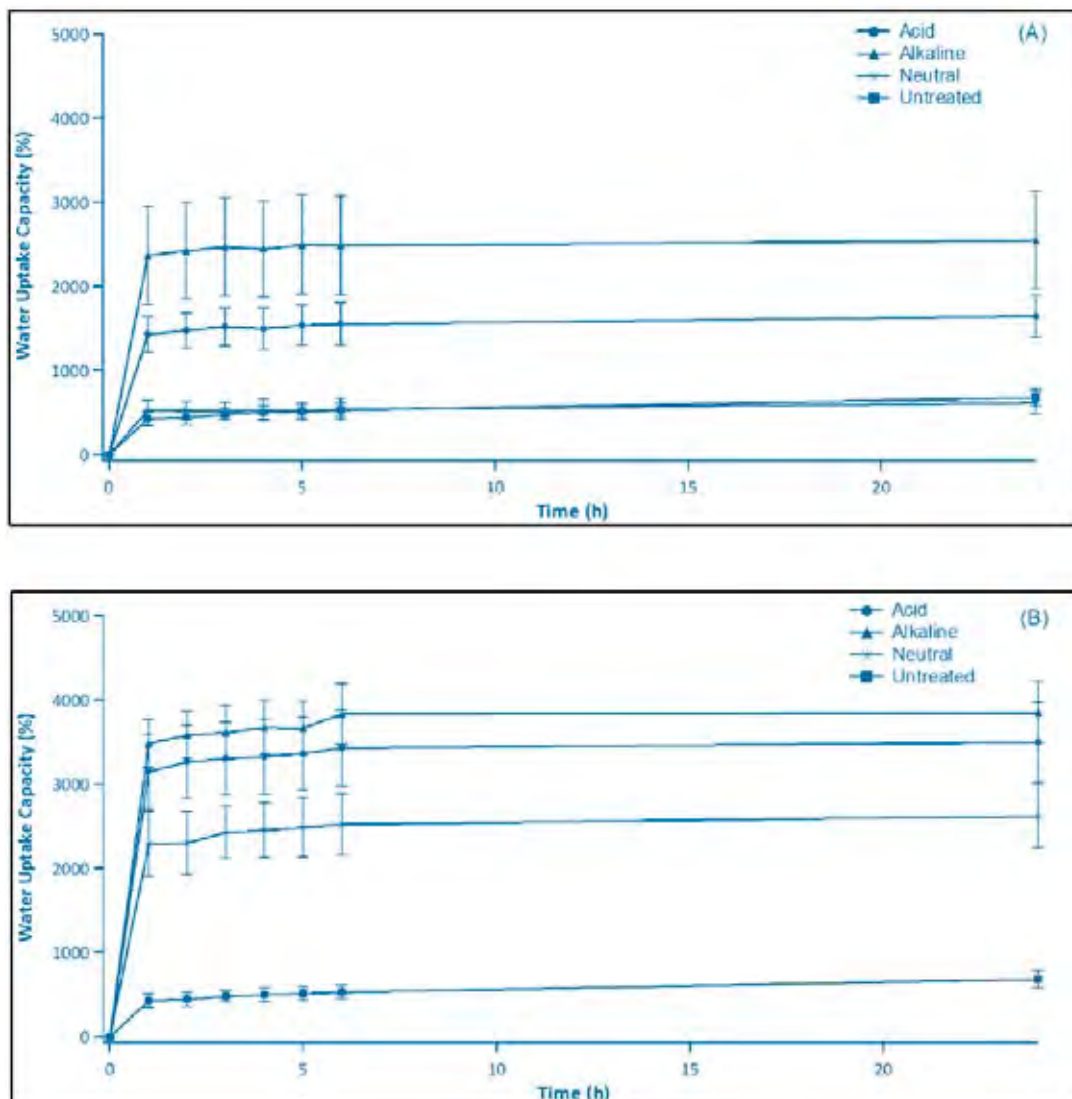 Acid
(A)
Alkaline
Neutral
Untreated
5000
4000
3000
2000
1000
0
Water Uptake Capacity (%)
0 5 10 15 20
Time (h)
Acid
(B)
Alkaline
Neutral
Untreated
5000
4000
3000
2000
1000
0
Water Uptake Capacity (%)
0 5 10 15 20
Time (h)